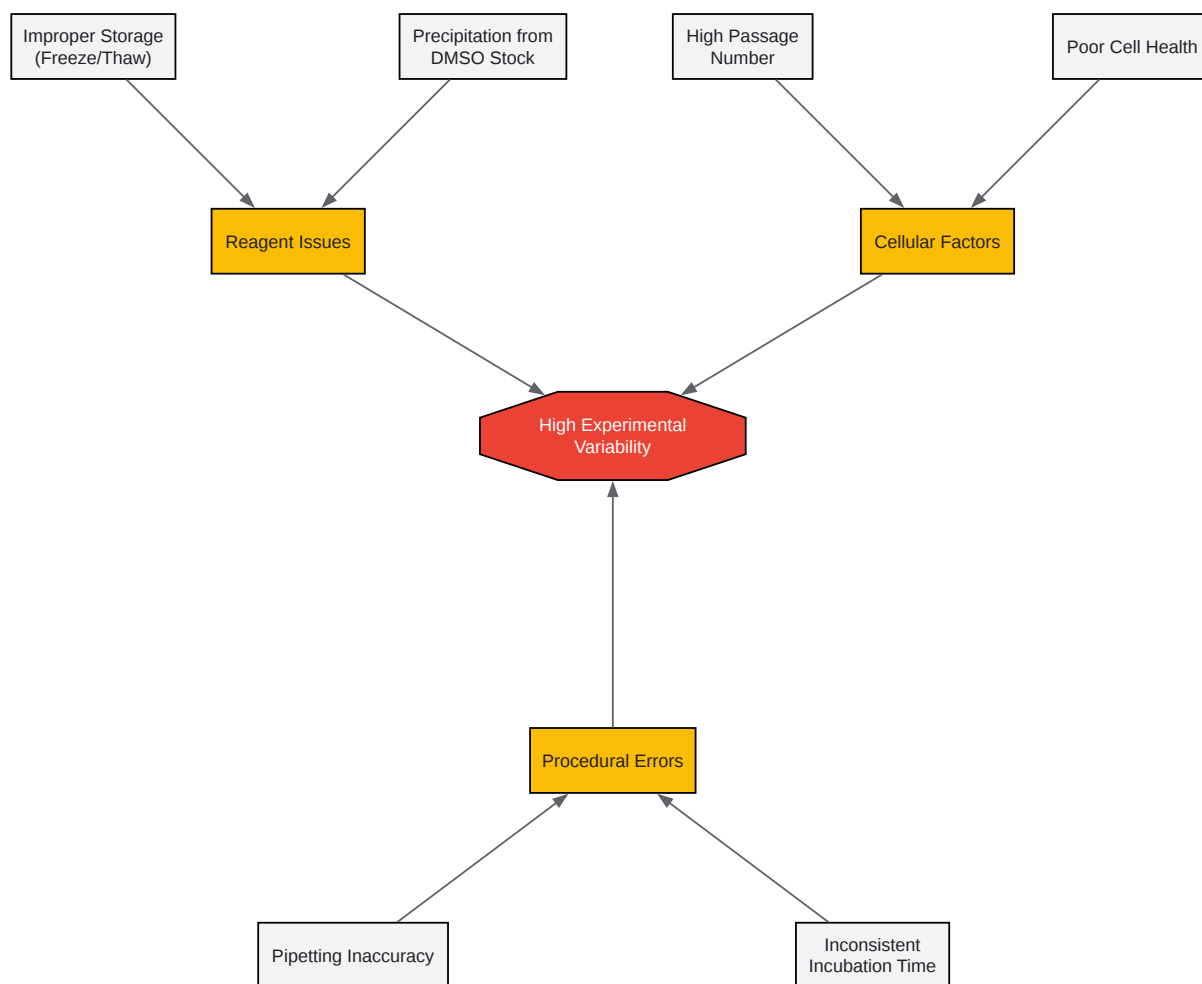 Improper Storage
(Freeze/Thaw)
Precipitation from
DMSO Stock
High Passage
Number
Poor Cell Health
Reagent Issues
Cellular Factors
High Experimental
Variability
Procedural Errors
Pipetting Inaccuracy
Inconsistent
Incubation Time